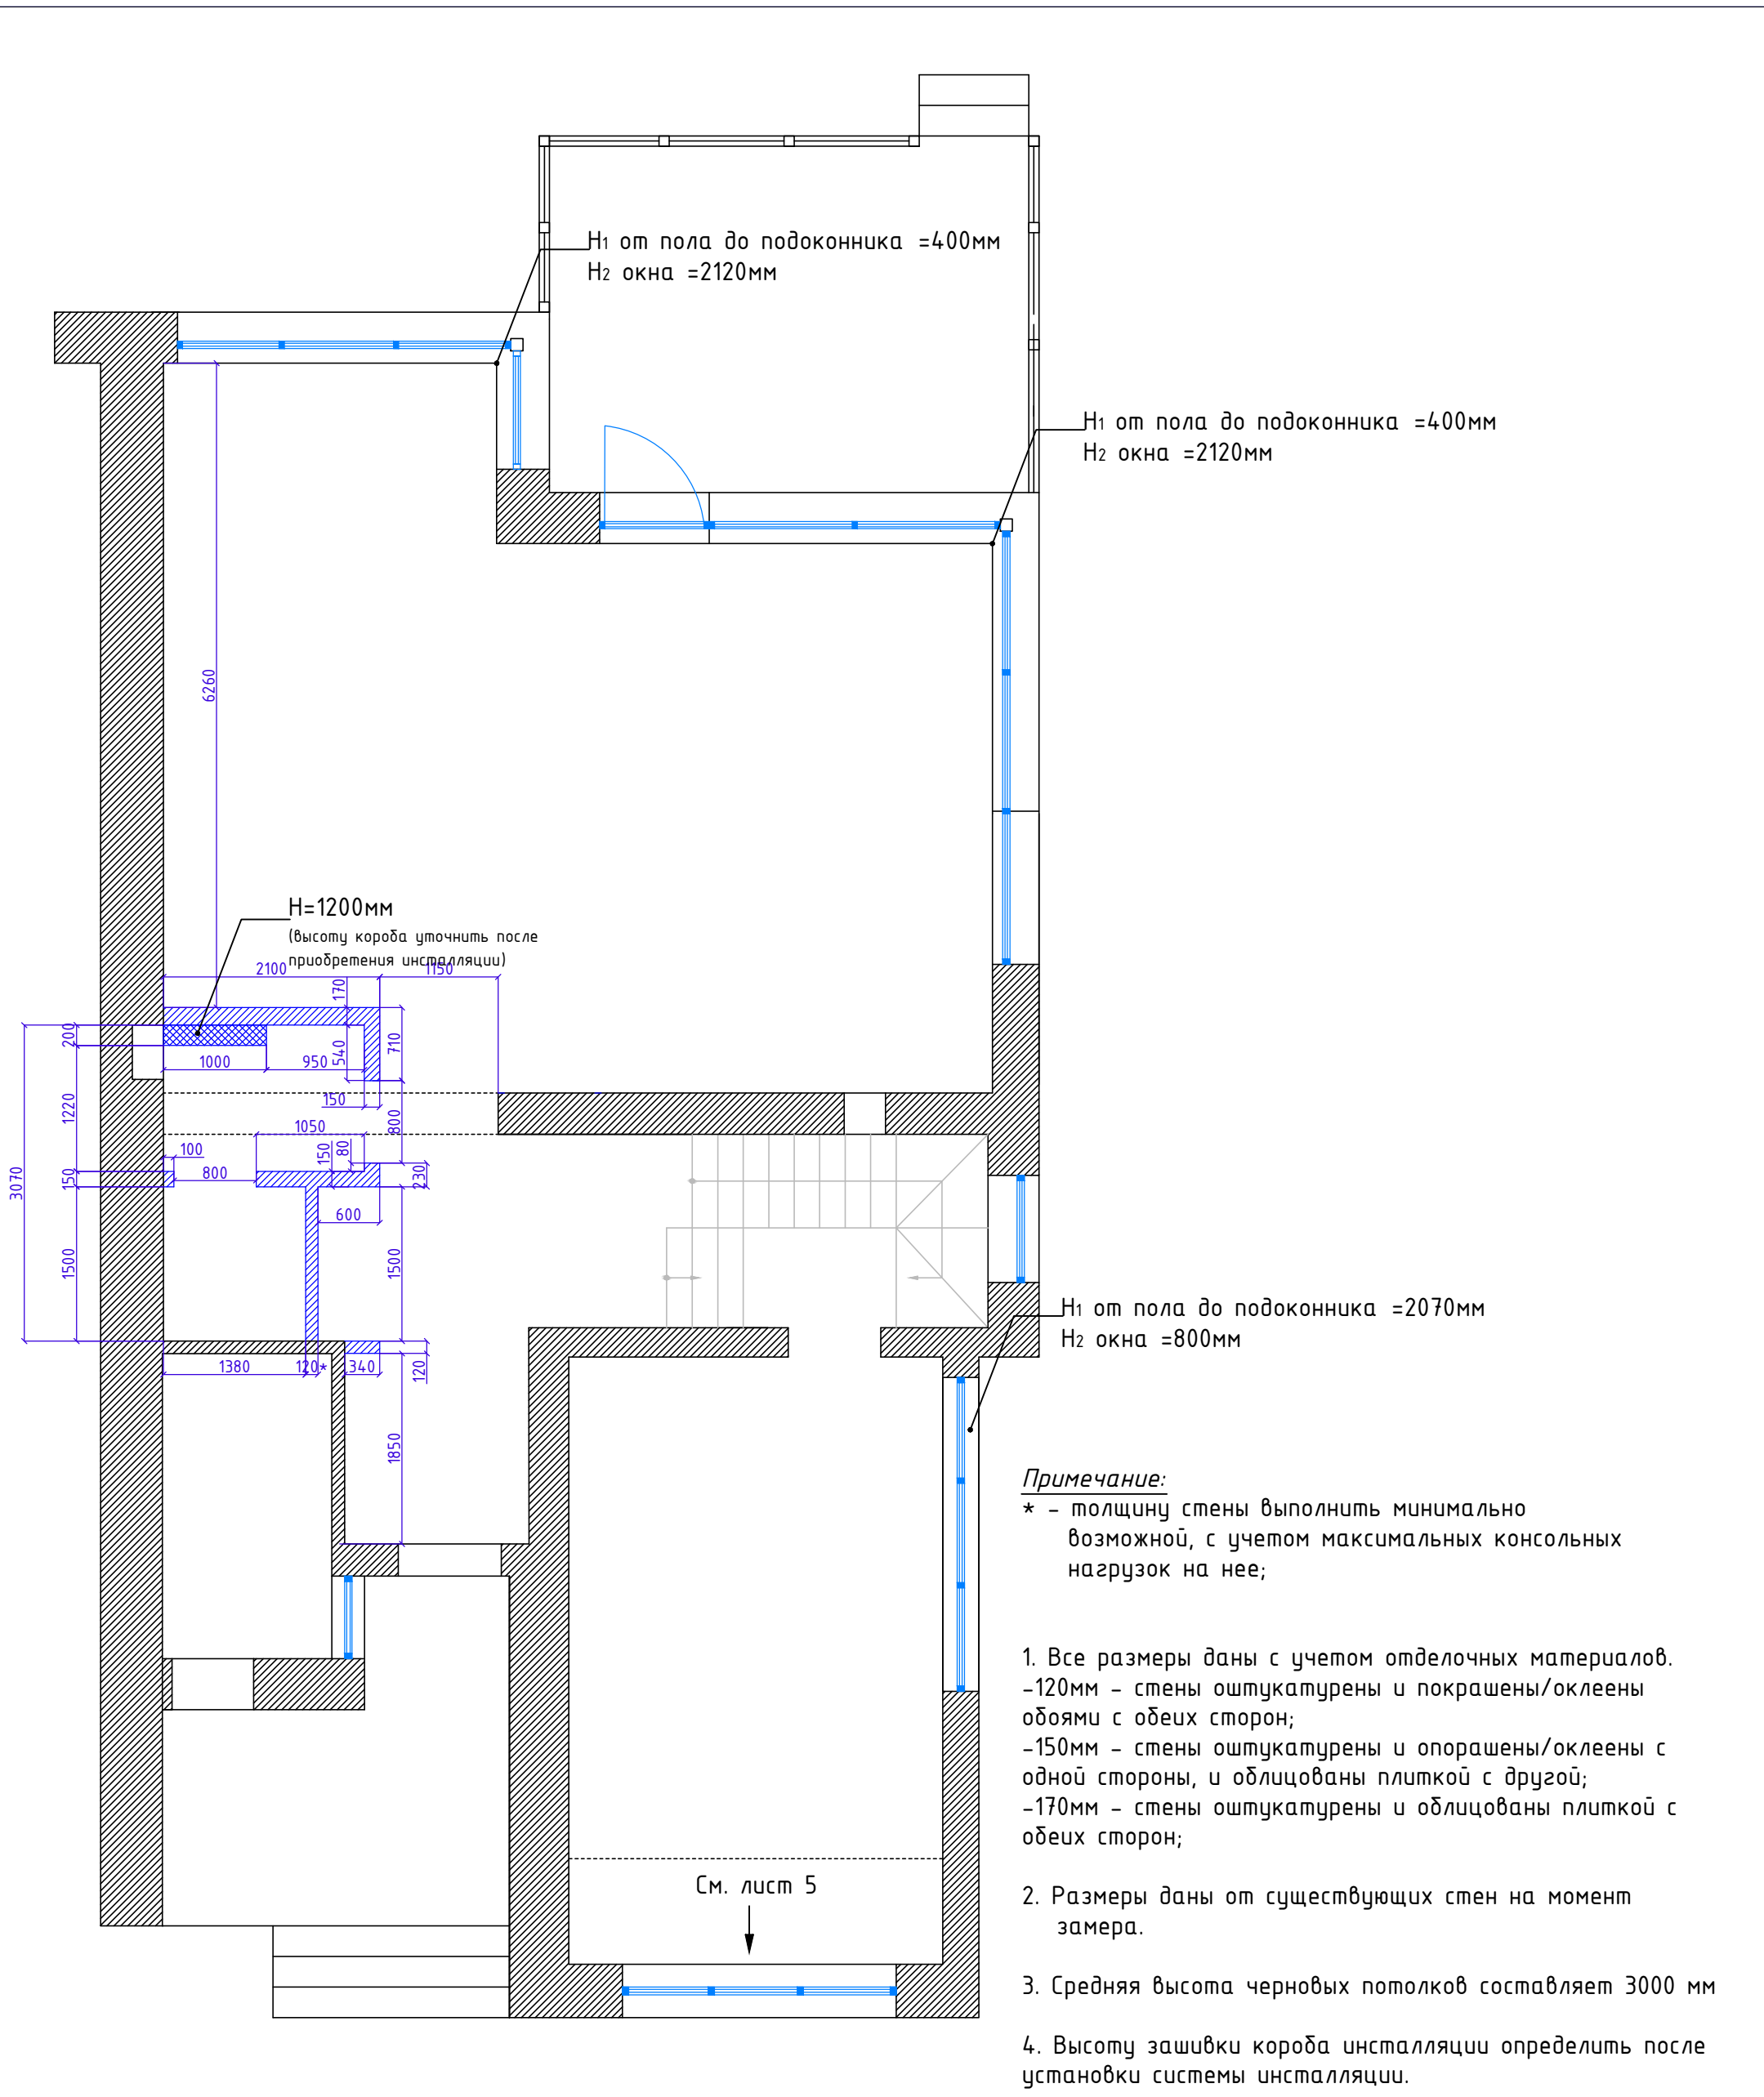 H1 от пола до подоконника =400мм
H2 окна =2120мм
H1 от пола до подоконника =400мм
H2 окна =2120мм
6260
H=1200мм
(высоту короба уточнить после
приобретения инсталляции)
2100
1150
170
200
540
710
1000
950
150
800
1220
1050
100
150
80
800
150
230
3070
600
1500
1500
H1 от пола до подоконника =2070мм
H2 окна =800мм
1380
120*
340
120
1850
Примечание:
* - толщину стены выполнить минимально
возможной, с учетом максимальных консольных
нагрузок на нее;
1. Все размеры даны с учетом отделочных материалов.
-120мм - стены оштукатурены и покрашены/оклеены
обоями с обеих сторон;
-150мм - стены оштукатурены и опорашены/оклеены с
одной стороны, и облицованы плиткой с другой;
-170мм - стены оштукатурены и облицованы плиткой с
обеих сторон;
См. лист 5
2. Размеры даны от существующих стен на момент
замера.
3. Средняя высота черновых потолков составляет 3000 мм
4. Высоту зашивки короба инсталляции определить после
установки системы инсталляции.